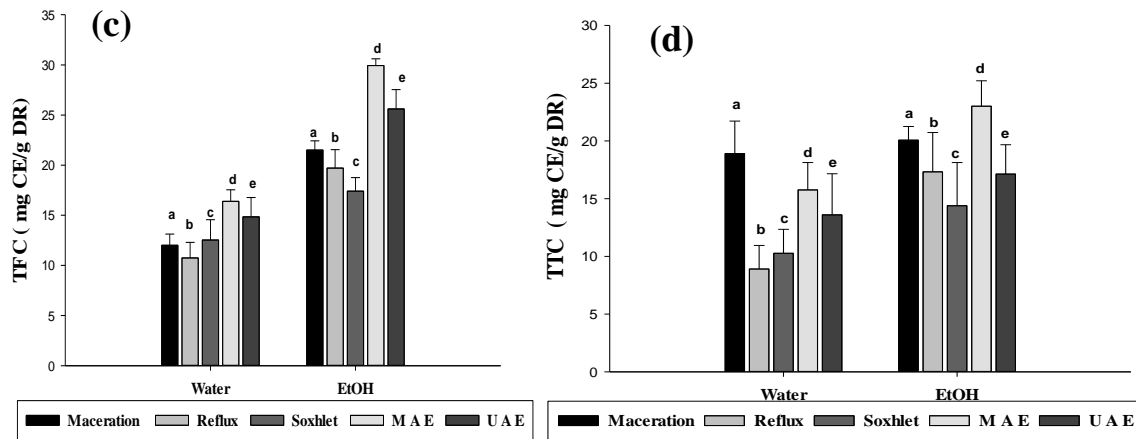 (c)
TFC ( mg CE/g DR)
35
30
25
20
15
10
5
0
a
b
c
d
e
a
b
c
d
e
Water
EtOH
Maceration
Reflux
Soxhlet
M A E
U A E
(d)
TTC ( mg CE/g DR)
30
25
20
15
10
5
0
a
b
c
d
e
a
b
c
d
e
Water
EtOH
Maceration
Reflux
Soxhlet
M A E
U A E